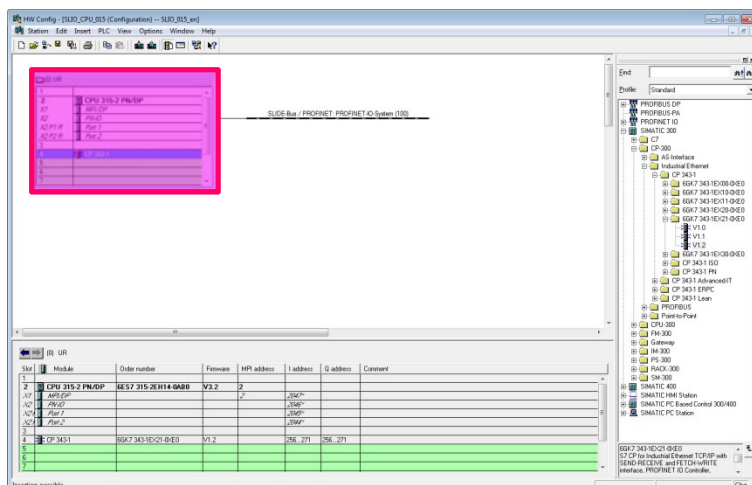 HW Config - [SLIO_CPU_015 (Configuration) -- SLIO_015_en]
Station Edit Insert PLC View Options Window Help
(0) UR
1
2 CPU 315-2 PN/DP
X1 MPI/DP
X2 PN-IO
X2 P1 R Port 1
X2 P2 R Port 2
3
4 CP 343-1
5
6
7
SLIDE-Bus / PROFINET: PROFINET-IO-System (100)
Find:
Profile: Standard
PROFIBUS DP
PROFIBUS-PA
PROFINET IO
SIMATIC 300
C7
CP-300
AS-Interface
Industrial Ethernet
CP 343-1
6GK7 343-1EX00-0XE0
6GK7 343-1EX10-0XE0
6GK7 343-1EX11-0XE0
6GK7 343-1EX20-0XE0
6GK7 343-1EX21-0XE0
V1.0
V1.1
V1.2
6GK7 343-1EX30-0XE0
CP 343-1 ISO
CP 343-1 PN
CP 343-1 Advanced-IT
CP 343-1 ERPC
CP 343-1 Lean
PROFIBUS
Point-to-Point
CPU-300
FM-300
Gateway
IM-300
PS-300
RACK-300
SM-300
SIMATIC 400
SIMATIC HMI Station
SIMATIC PC Based Control 300/400
SIMATIC PC Station
(0) UR
Slot Module Order number Firmware MPI address I address Q address Comment
1
2 CPU 315-2 PN/DP 6ES7 315-2EH14-0AB0 V3.2 2
X1 MPI/DP 2 2047*
X2 PN-IO 2046*
X2 Port 1 2045*
X2 Port 2 2044*
3
4 CP 343-1 6GK7 343-1EX21-0XE0 V1.2 256...271 256...271
5
6
7
6GK7 343-1EX21-0XE0
S7 CP for Industrial Ethernet TCP/IP with
SEND-RECEIVE and FETCH-WRITE
interface, PROFINET IO Controller,
Insertion possible
Chg